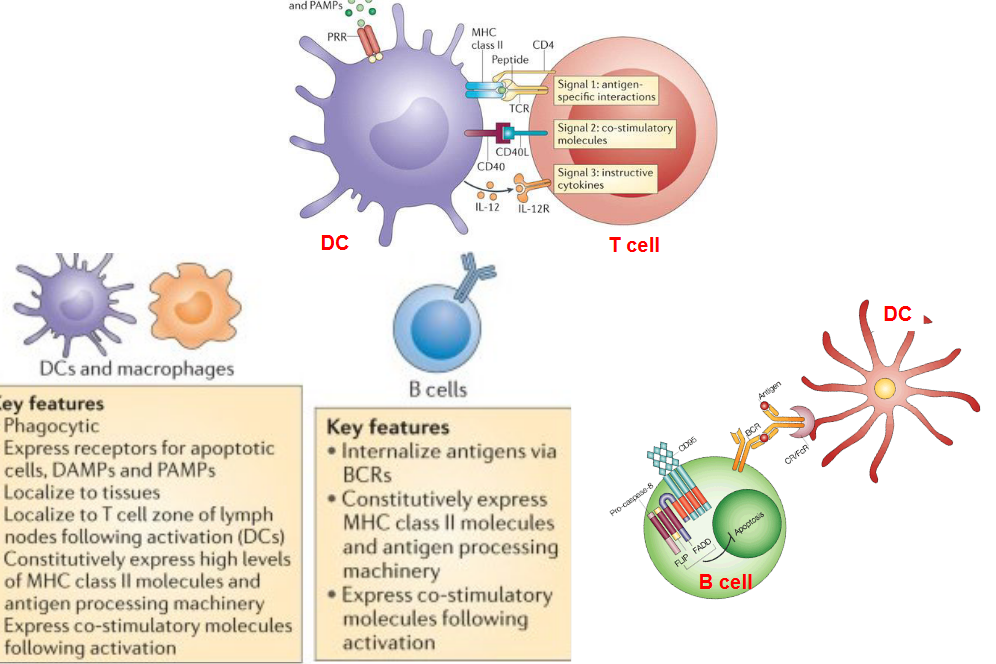 and PAMPs
PRR
MHC
class II
Peptide
CD4
TCR
Signal 1: antigen-
specific interactions
Signal 2: co-stimulatory
molecules
CD40L
CD40
Signal 3: instructive
cytokines
IL-12
IL-12R
DC
T cell
DCs and macrophages
Key features
Phagocytic
Express receptors for apoptotic
cells, DAMPs and PAMPs
Localize to tissues
Localize to T cell zone of lymph
nodes following activation (DCs)
Constitutively express high levels
of MHC class II molecules and
antigen processing machinery
Express co-stimulatory molecules
following activation
B cells
Key features
• Internalize antigens via
BCRs
• Constitutively express
MHC class II molecules
and antigen processing
machinery
• Express co-stimulatory
molecules following
activation
DC
Antigen
BCR
CR/FcR
CD95
Pro-caspase-8
FLIP
FADD
Apoptosis
B cell